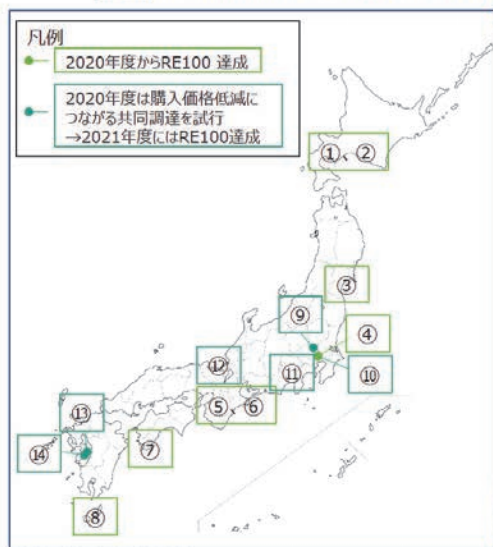 凡例
2020年度からRE100 達成
2020年度は購入価格低減に
つながる共同調達を試行
→2021年度にはRE100達成
①、②
③
⑨
④
⑫
⑪
⑩
⑬
⑤、⑥
⑭
⑦
⑧